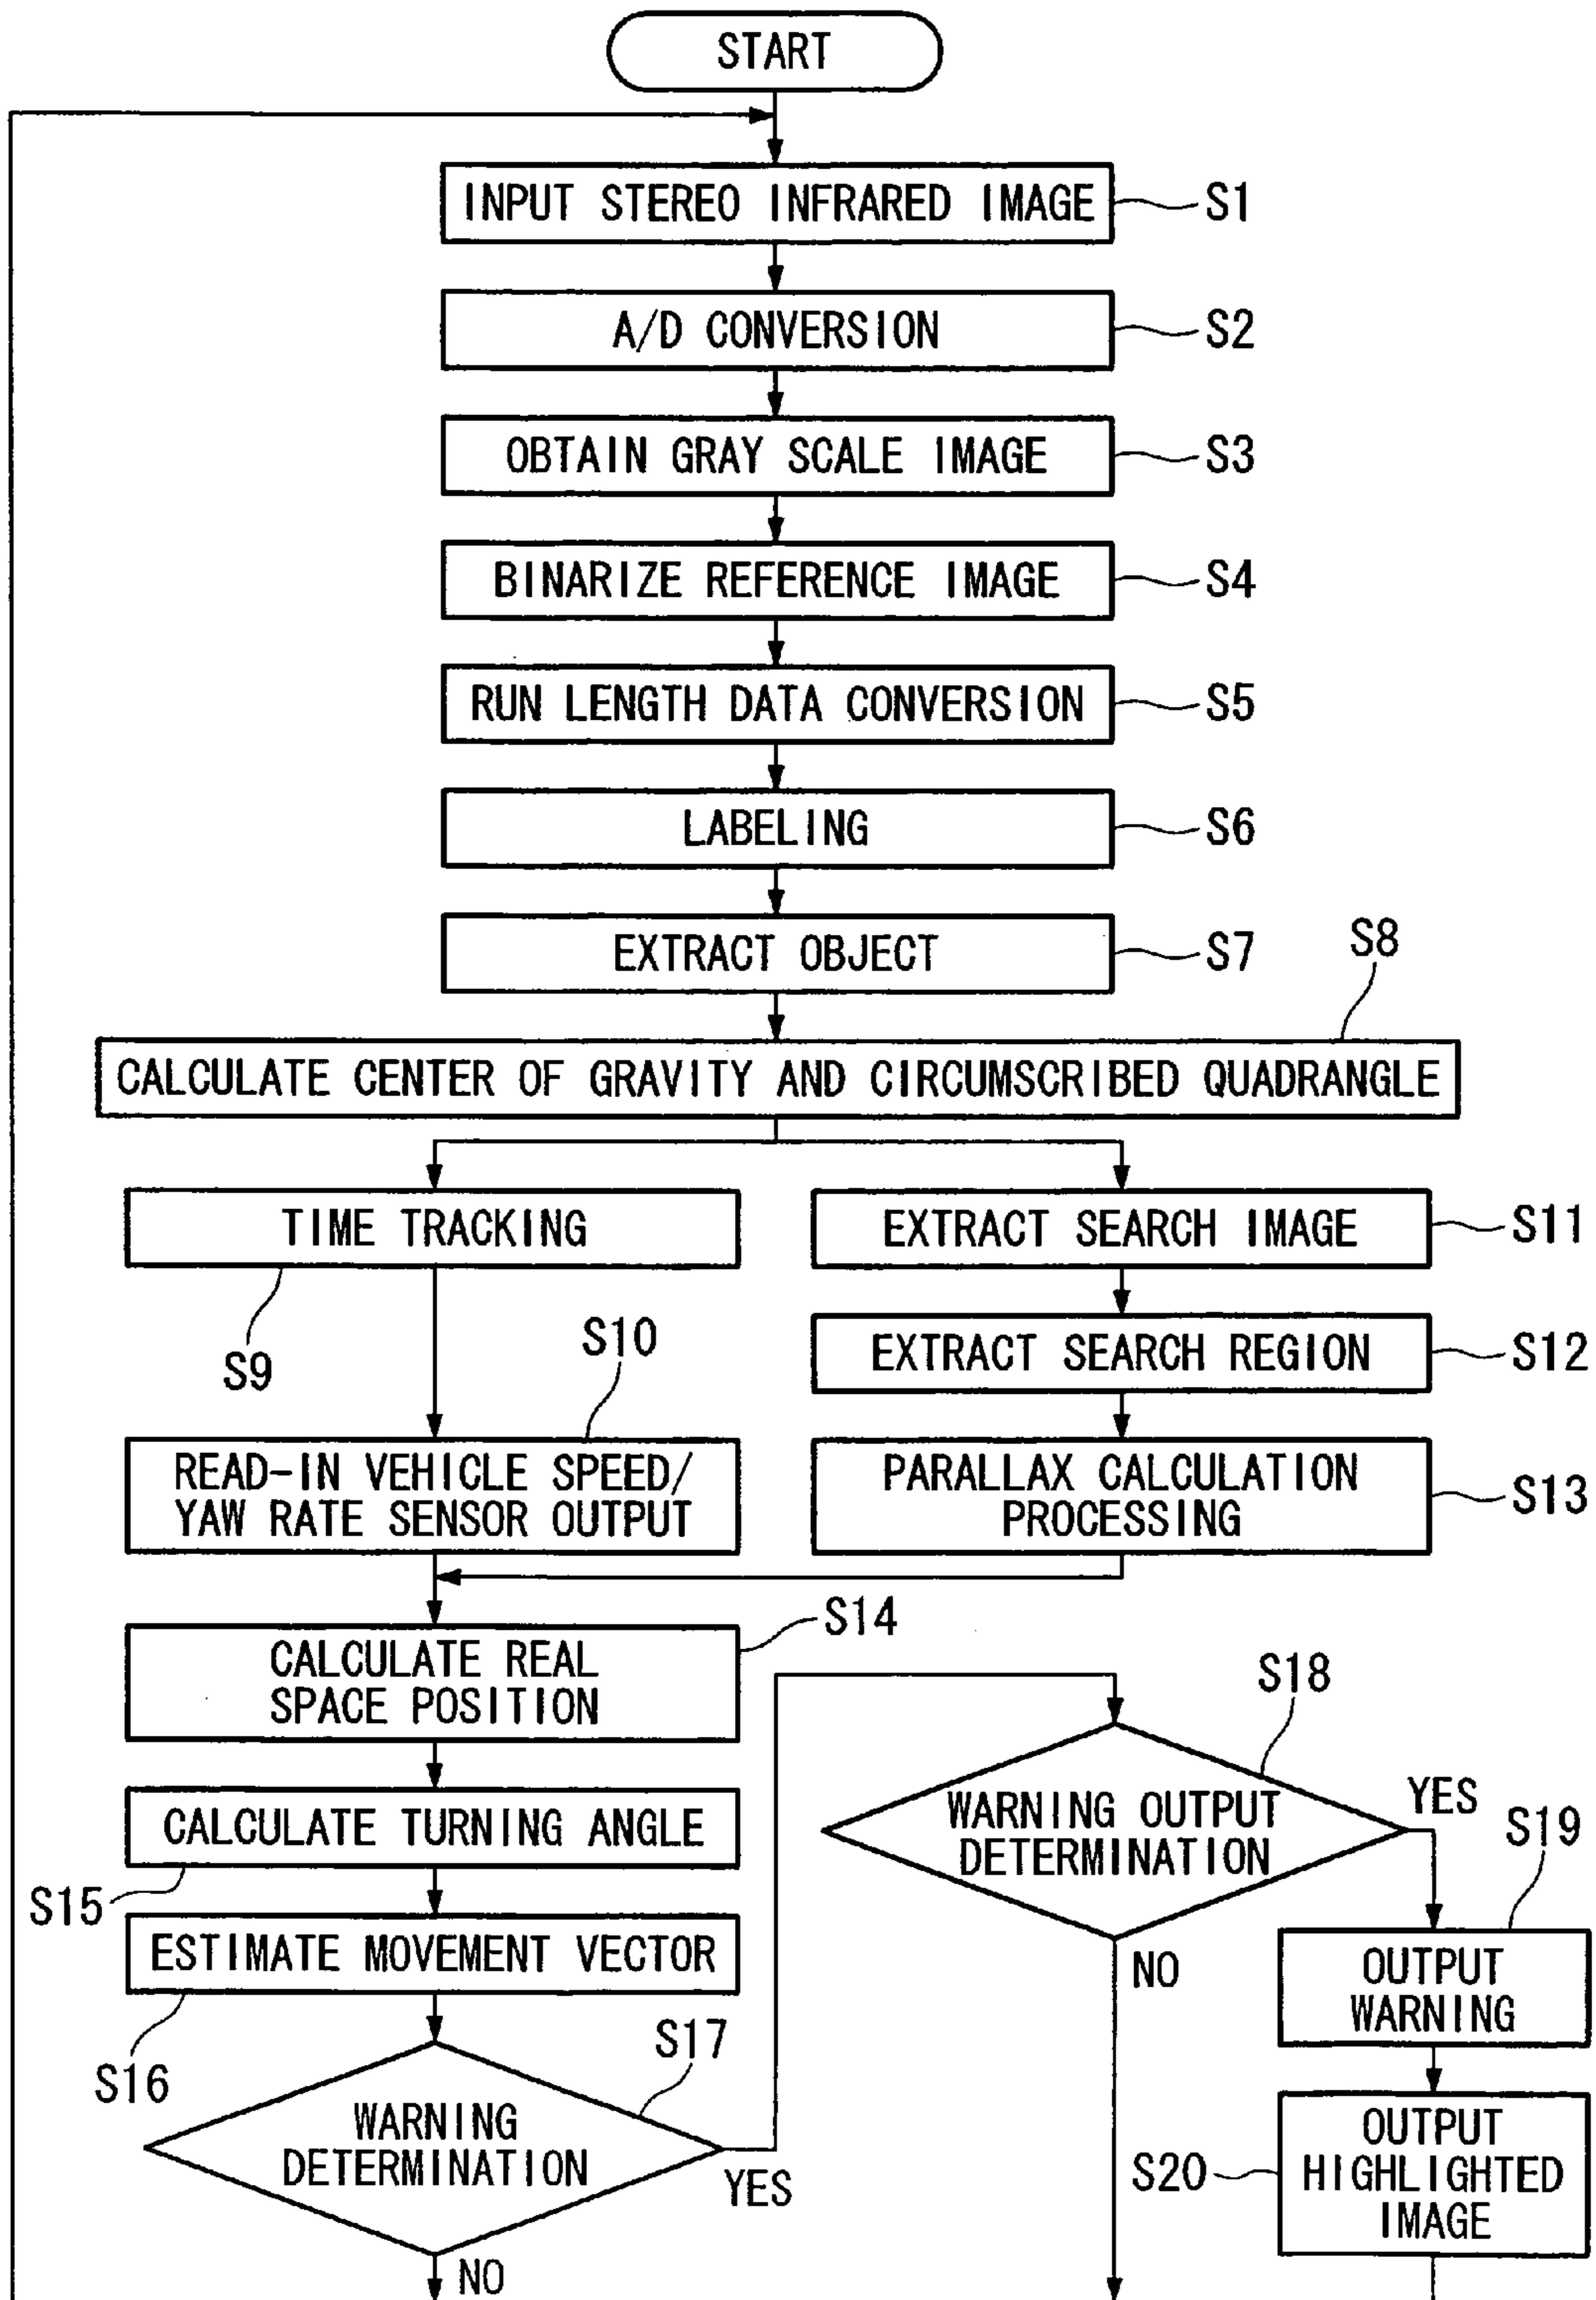 START
INPUT STEREO INFRARED IMAGE
S1
A/D CONVERSION
S2
OBTAIN GRAY SCALE IMAGE
S3
BINARIZE REFERENCE IMAGE
S4
RUN LENGTH DATA CONVERSION
S5
LABELING
S6
EXTRACT OBJECT
S7
S8
CALCULATE CENTER OF GRAVITY AND CIRCUMSCRIBED QUADRANGLE
TIME TRACKING
S9
EXTRACT SEARCH IMAGE
S11
EXTRACT SEARCH REGION
S12
S10
READ-IN VEHICLE SPEED/
YAW RATE SENSOR OUTPUT
PARALLAX CALCULATION
PROCESSING
S13
S14
CALCULATE REAL
SPACE POSITION
CALCULATE TURNING ANGLE
S15
ESTIMATE MOVEMENT VECTOR
S16
S17
WARNING
DETERMINATION
YES
NO
S18
WARNING OUTPUT
DETERMINATION
YES
NO
S19
OUTPUT
WARNING
S20
OUTPUT
HIGHLIGHTED
IMAGE